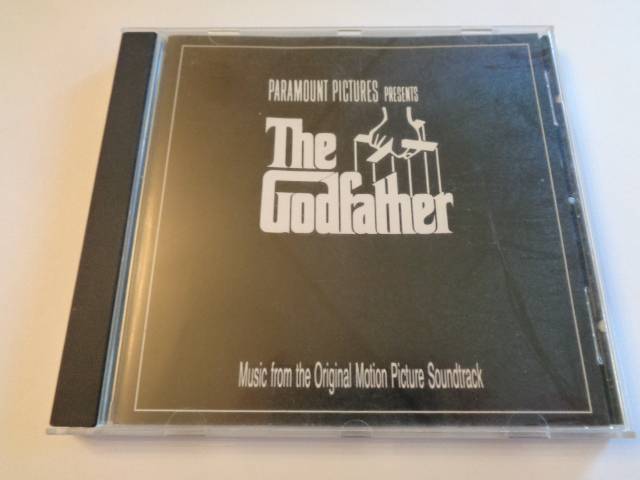 PARAMOUNT PICTURES PRESENTS
The
Godfather
Music from the Original Motion Picture Soundtrack